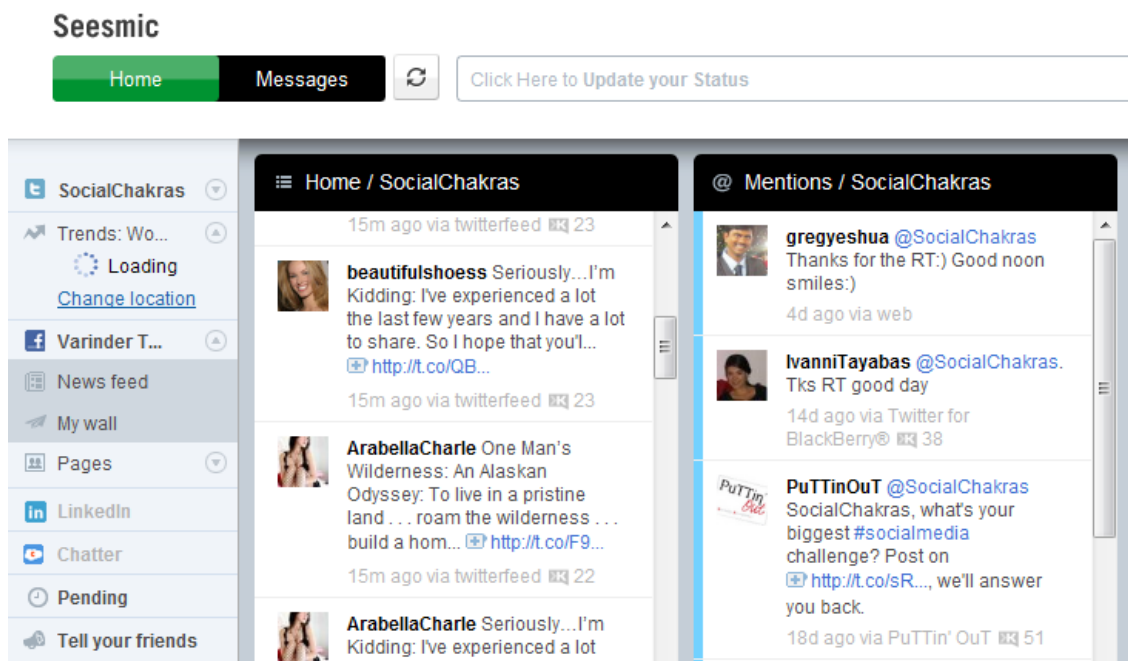 Seesmic
Home
Messages
Click Here to Update your Status
SocialChakras
Trends: Wo...
Loading
Change location
Varinder T...
News feed
My wall
Pages
LinkedIn
Chatter
Pending
Tell your friends
Home / SocialChakras
15m ago via twitterfeed 23
beautifulshoess Seriously…I'm
Kidding: I've experienced a lot
the last few years and I have a lot
to share. So I hope that you'l...
http://t.co/QB...
15m ago via twitterfeed 23
ArabellaCharle One Man's
Wilderness: An Alaskan
Odyssey: To live in a pristine
land . . . roam the wilderness . . .
build a hom... http://t.co/F9...
15m ago via twitterfeed 22
ArabellaCharle Seriously…I'm
Kidding: I've experienced a lot
@ Mentions / SocialChakras
gregyeshua @SocialChakras
Thanks for the RT:) Good noon
smiles:)
4d ago via web
IvanniTayabas @SocialChakras.
Tks RT good day
14d ago via Twitter for
BlackBerry® 38
PuTTin' Out
PuTTinOuT @SocialChakras
SocialChakras, what's your
biggest #socialmedia
challenge? Post on
http://t.co/sR..., we'll answer
you back.
18d ago via PuTTin' OuT 51